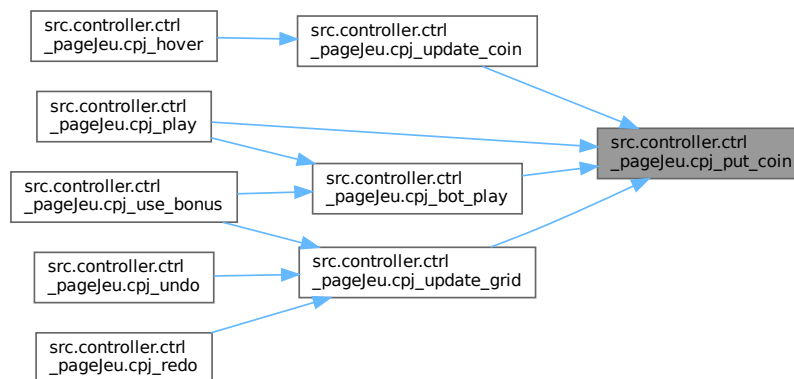 src.controller.ctrl
_pageJeu.cpj_hover
src.controller.ctrl
_pageJeu.cpj_update_coin
src.controller.ctrl
_pageJeu.cpj_play
src.controller.ctrl
_pageJeu.cpj_put_coin
src.controller.ctrl
_pageJeu.cpj_bot_play
src.controller.ctrl
_pageJeu.cpj_use_bonus
src.controller.ctrl
_pageJeu.cpj_update_grid
src.controller.ctrl
_pageJeu.cpj_undo
src.controller.ctrl
_pageJeu.cpj_redo